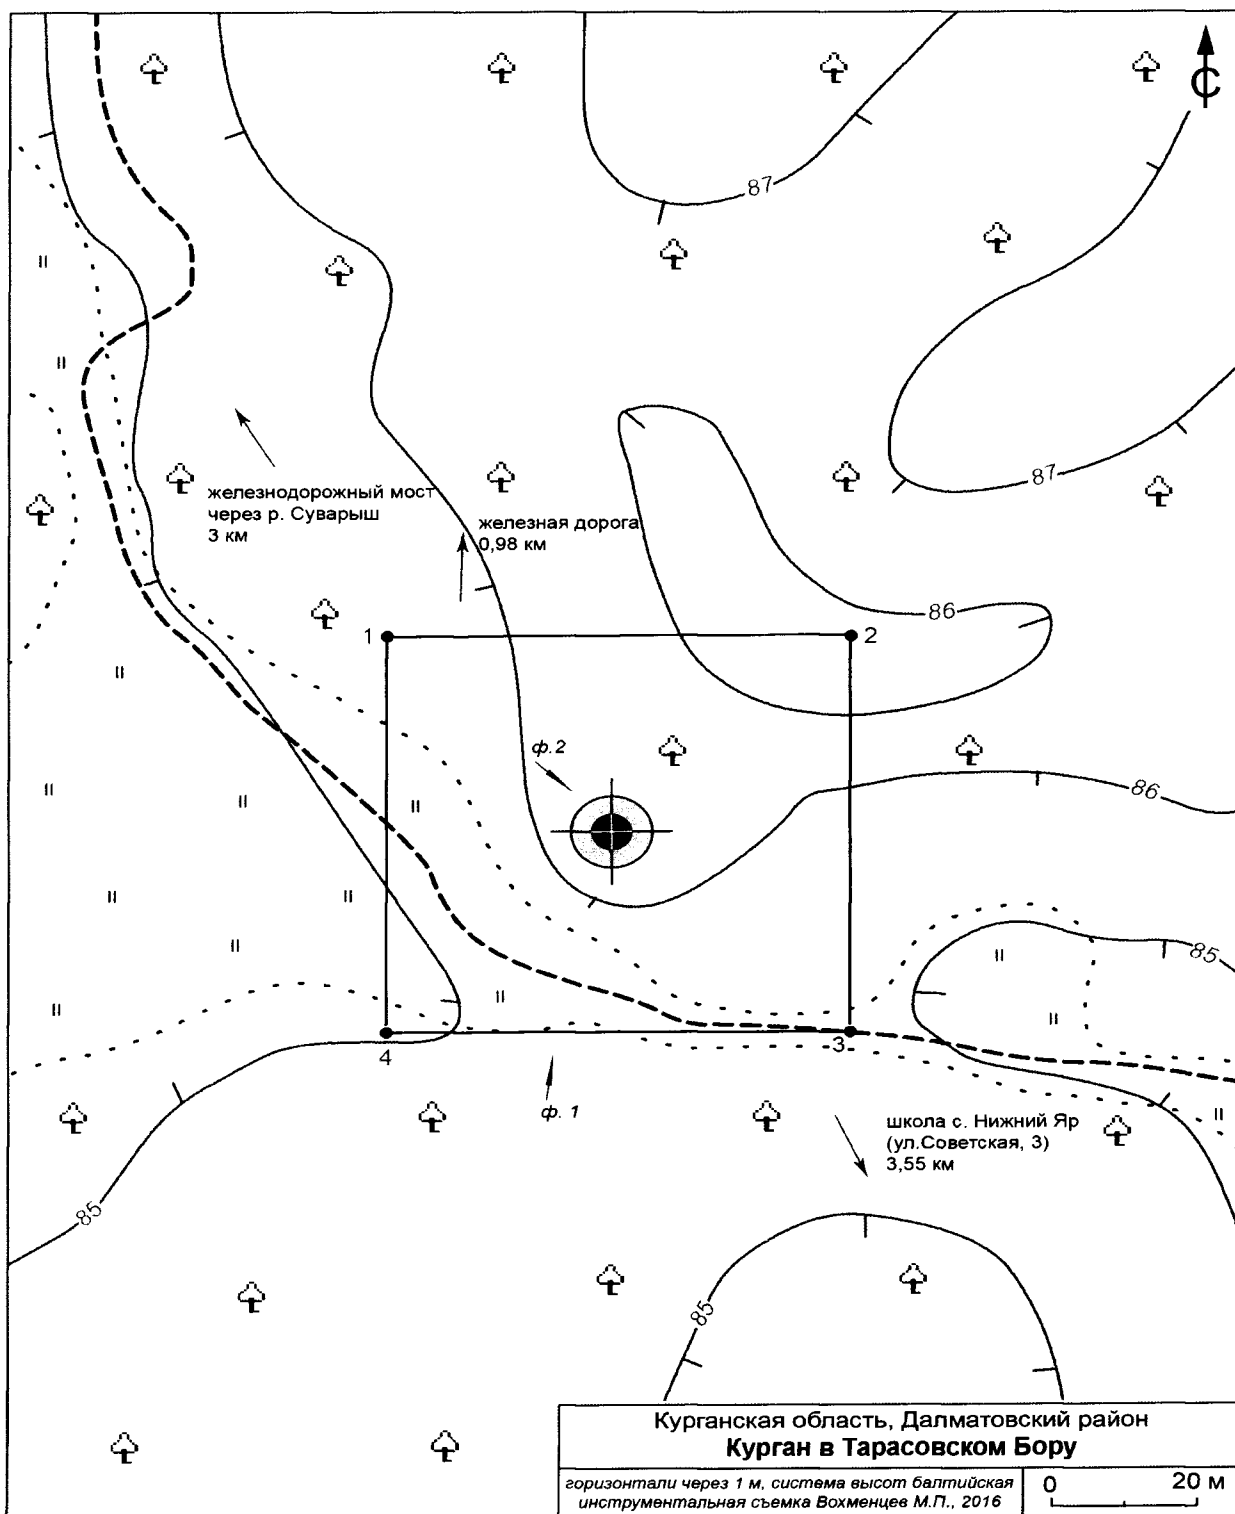 С
87
87
железнодорожный мост
через р. Суварыш
3 км
железная дорога
0,98 км
86
1
2
ф.2
86
85
4
3
ф. 1
школа с. Нижний Яр
(ул.Советская, 3)
3,55 км
85
85
Курганская область, Далматовский район
Курган в Тарасовском Бору
горизонтали через 1 м, система высот балтийская
инструментальная съемка Вохменцев М.П., 2016
0 20 м